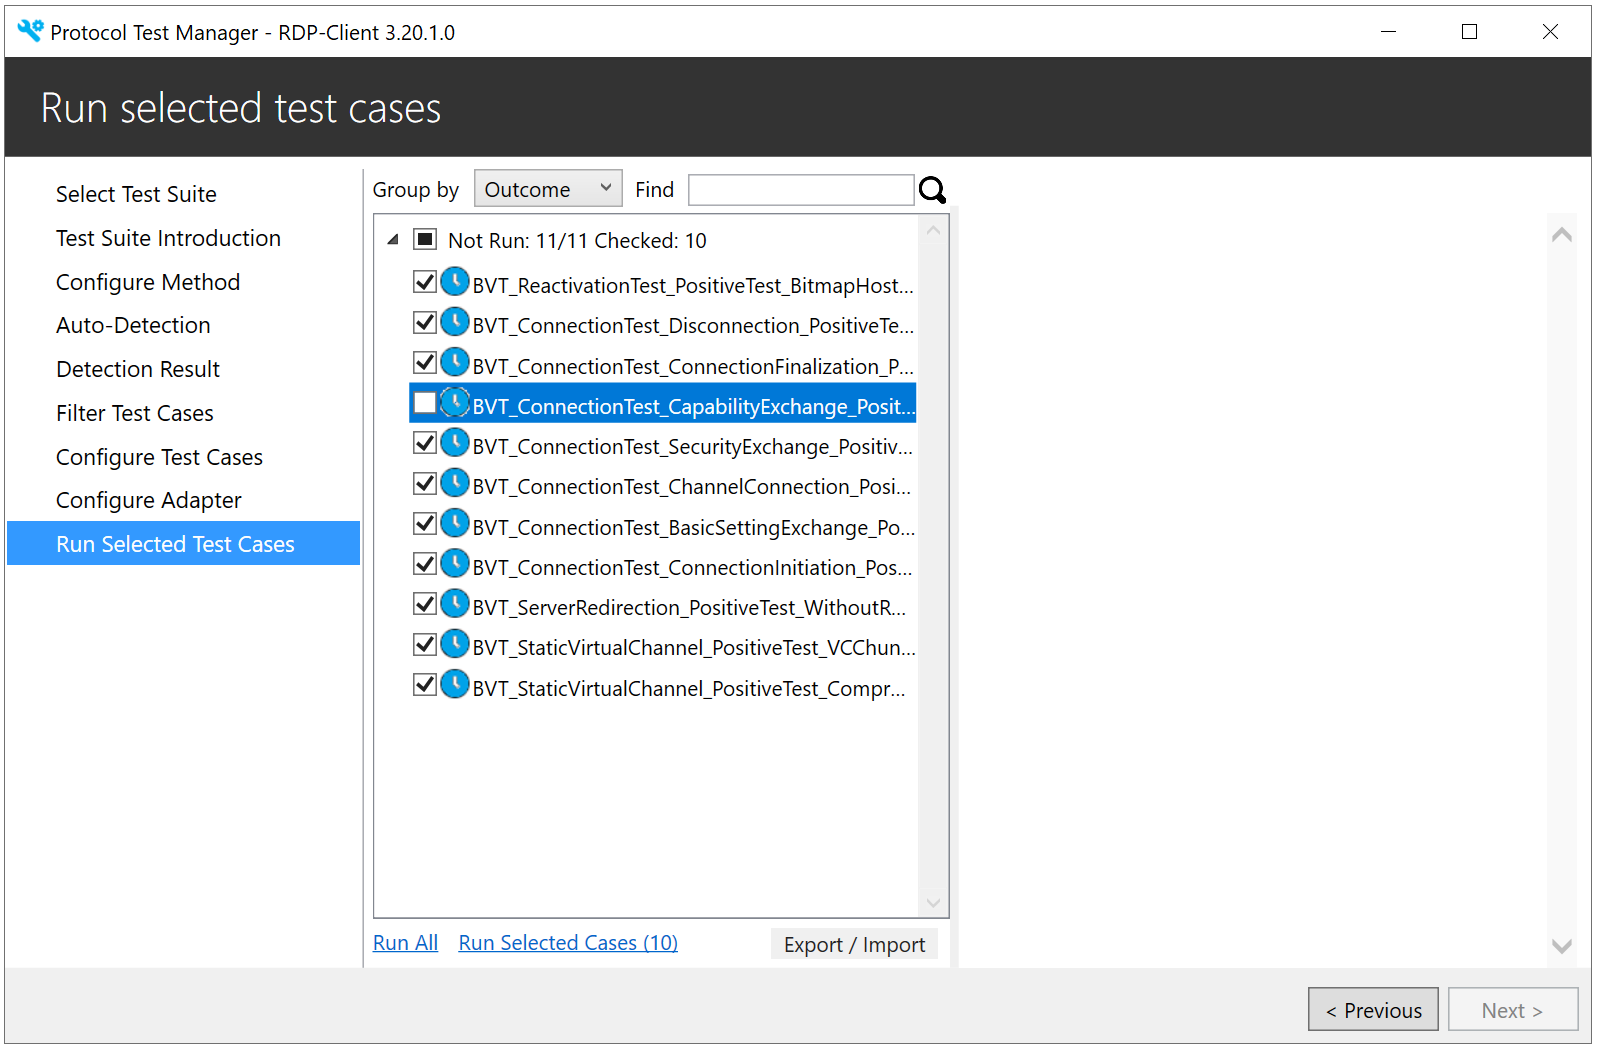 Protocol Test Manager - RDP-Client 3.20.1.0
Run selected test cases
Select Test Suite
Test Suite Introduction
Configure Method
Auto-Detection
Detection Result
Filter Test Cases
Configure Test Cases
Configure Adapter
Run Selected Test Cases
Group by Outcome Find
Not Run: 11/11 Checked: 10
BVT_ReactivationTest_PositiveTest_BitmapHost...
BVT_ConnectionTest_Disconnection_PositiveTe...
BVT_ConnectionTest_ConnectionFinalization_P...
BVT_ConnectionTest_CapabilityExchange_Posit...
BVT_ConnectionTest_SecurityExchange_Positiv...
BVT_ConnectionTest_ChannelConnection_Posi...
BVT_ConnectionTest_BasicSettingExchange_Po...
BVT_ConnectionTest_ConnectionInitiation_Pos...
BVT_ServerRedirection_PositiveTest_WithoutR...
BVT_StaticVirtualChannel_PositiveTest_VCChun...
BVT_StaticVirtualChannel_PositiveTest_Compr...
Run All Run Selected Cases (10) Export / Import
< Previous Next >